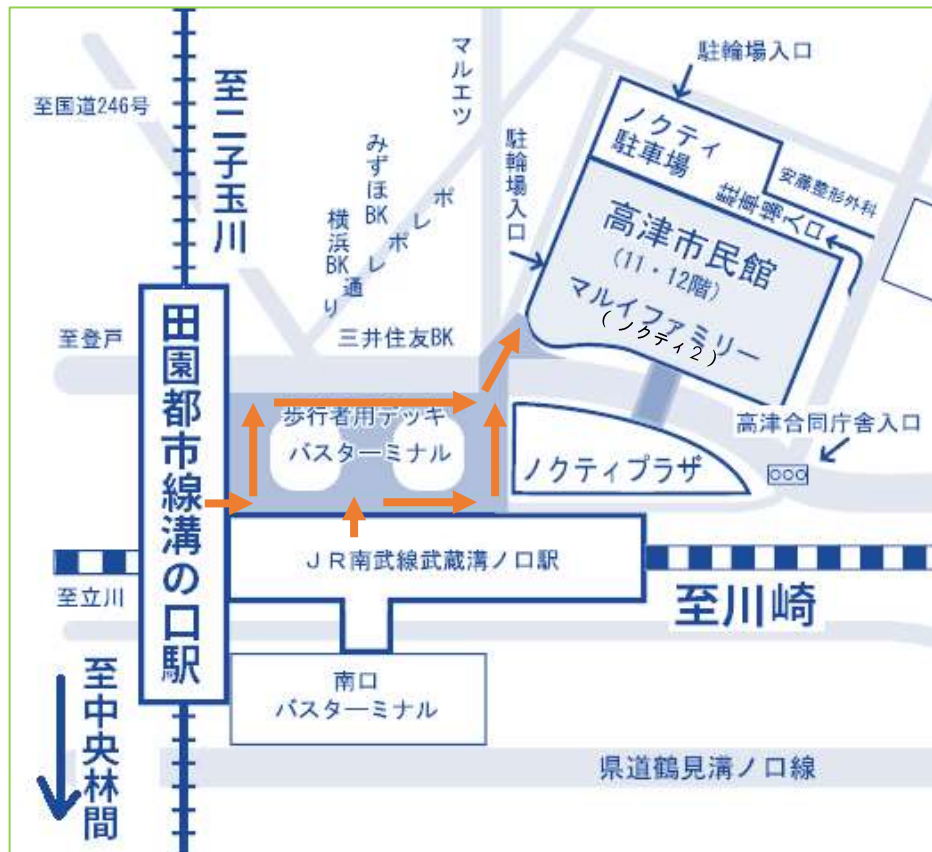 至国道246号
至二子玉川
マルエツ
みずほBK
横浜BK
ポレポレ通り
駐輪場入口
駐輪場入口
ノクティ
駐車場
安藤整形外科
駐車場入口
高津市民館
(11・12階)
マルイファミリー
(ノクティ2)
至登戸
三井住友BK
歩行者用デッキ
バスターミナル
ノクティプラザ
高津合同庁舎入口
田園都市線溝の口駅
JR南武線武蔵溝ノ口駅
至立川
至川崎
至中央林間
南口
バスターミナル
県道鶴見溝ノ口線